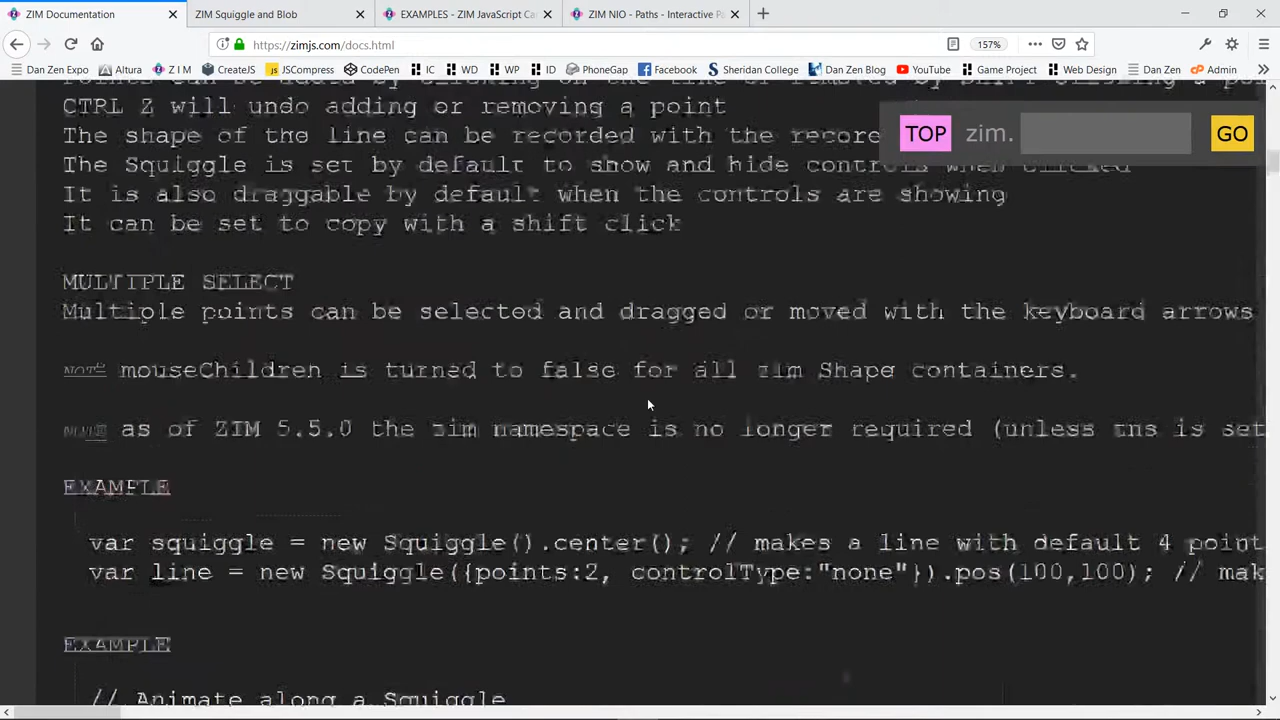 ZIM Documentation
ZIM Squiggle and Blob
EXAMPLES - ZIM JavaScript Ca
ZIM NIO - Paths - Interactive P
https://zimjs.com/docs.html
157%
Dan Zen Expo
Altura
Z I M
CreateJS
JSCompress
CodePen
IC
WD
WP
ID
PhoneGap
Facebook
Sheridan College
Dan Zen Blog
YouTube
Game Project
Web Design
Dan Zen
Admin
CTRL Z will undo adding or removing a point
TOP zim. GO
The shape of the line can be recorded with the recor
The Squiggle is set by default to show and hide controls when clicked
It is also draggable by default when the controls are showing
It can be set to copy with a shift click
MULTIPLE SELECT
Multiple points can be selected and dragged or moved with the keyboard arrows
NOTE mouseChildren is turned to false for all zim Shape containers.
NOTE as of ZIM 5.5.0 the zim namespace is no longer required (unless zns is set
EXAMPLE
var squiggle = new Squiggle().center(); // makes a line with default 4 point
var line = new Squiggle({points:2, controlType:"none"}).pos(100,100); // mak
EXAMPLE
// Animate along a Squiggle